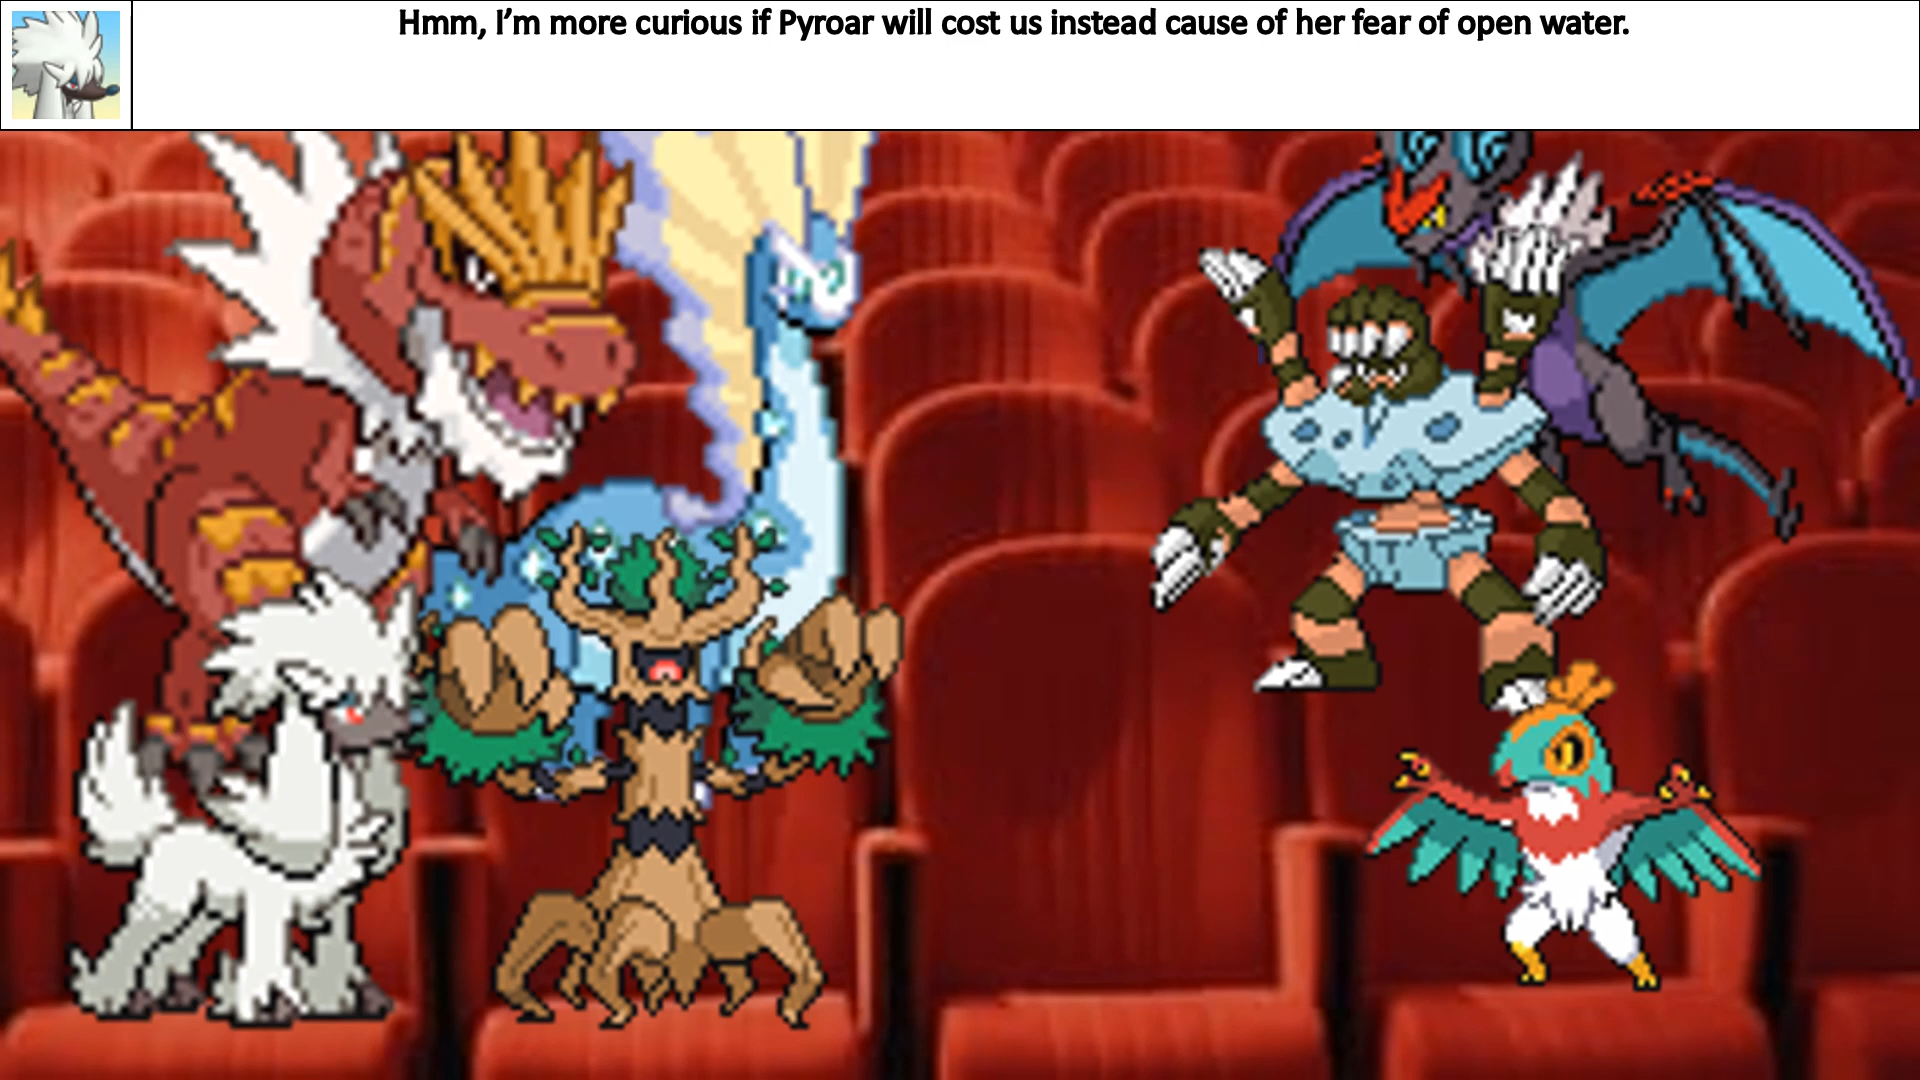 Hmm, I’m more curious if Pyroar will cost us instead cause of her fear of open water.